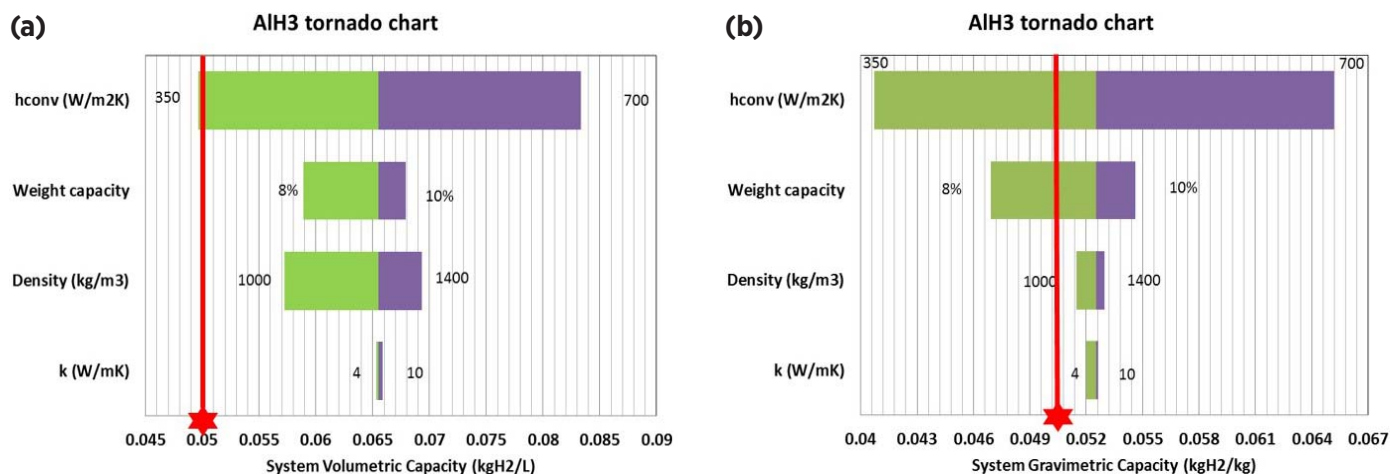 (a)
AlH3 tornado chart
hconv (W/m2K)
350
700
Weight capacity
8%
10%
Density (kg/m3)
1000
1400
k (W/mK)
4
10
0.045 0.05 0.055 0.06 0.065 0.07 0.075 0.08 0.085 0.09
System Volumetric Capacity (kgH2/L)
(b)
AlH3 tornado chart
hconv (W/m2K)
350
700
Weight capacity
8%
10%
Density (kg/m3)
1000
1400
k (W/mK)
4
10
0.04 0.043 0.046 0.049 0.052 0.055 0.058 0.061 0.064 0.067
System Gravimetric Capacity (kgH2/kg)